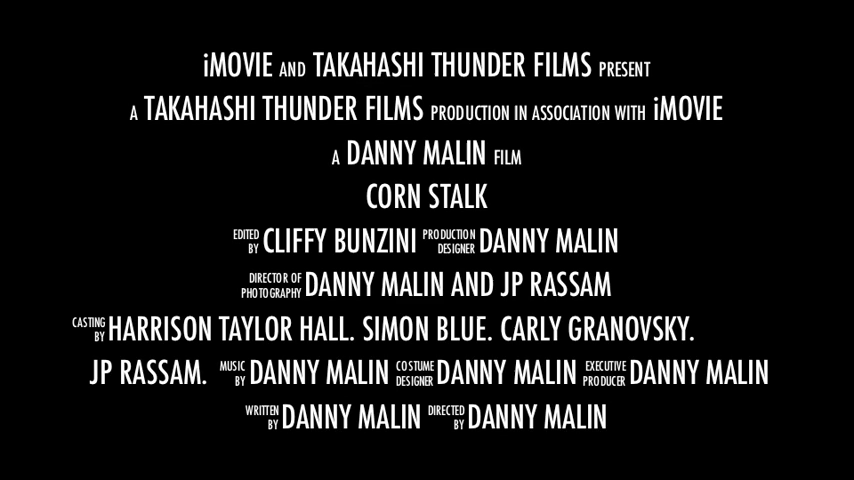 iMOVIE AND TAKAHASHI THUNDER FILMS PRESENT
A TAKAHASHI THUNDER FILMS PRODUCTION IN ASSOCIATION WITH iMOVIE
A DANNY MALIN FILM
CORN STALK
EDITED BY CLIFFY BUNZINI PRODUCTION DESIGNER DANNY MALIN
DIRECTOR OF PHOTOGRAPHY DANNY MALIN AND JP RASSAM
CASTING BY HARRISON TAYLOR HALL. SIMON BLUE. CARLY GRANOVSKY.
JP RASSAM. MUSIC BY DANNY MALIN COSTUME DESIGNER DANNY MALIN EXECUTIVE PRODUCER DANNY MALIN
WRITTEN BY DANNY MALIN DIRECTED BY DANNY MALIN